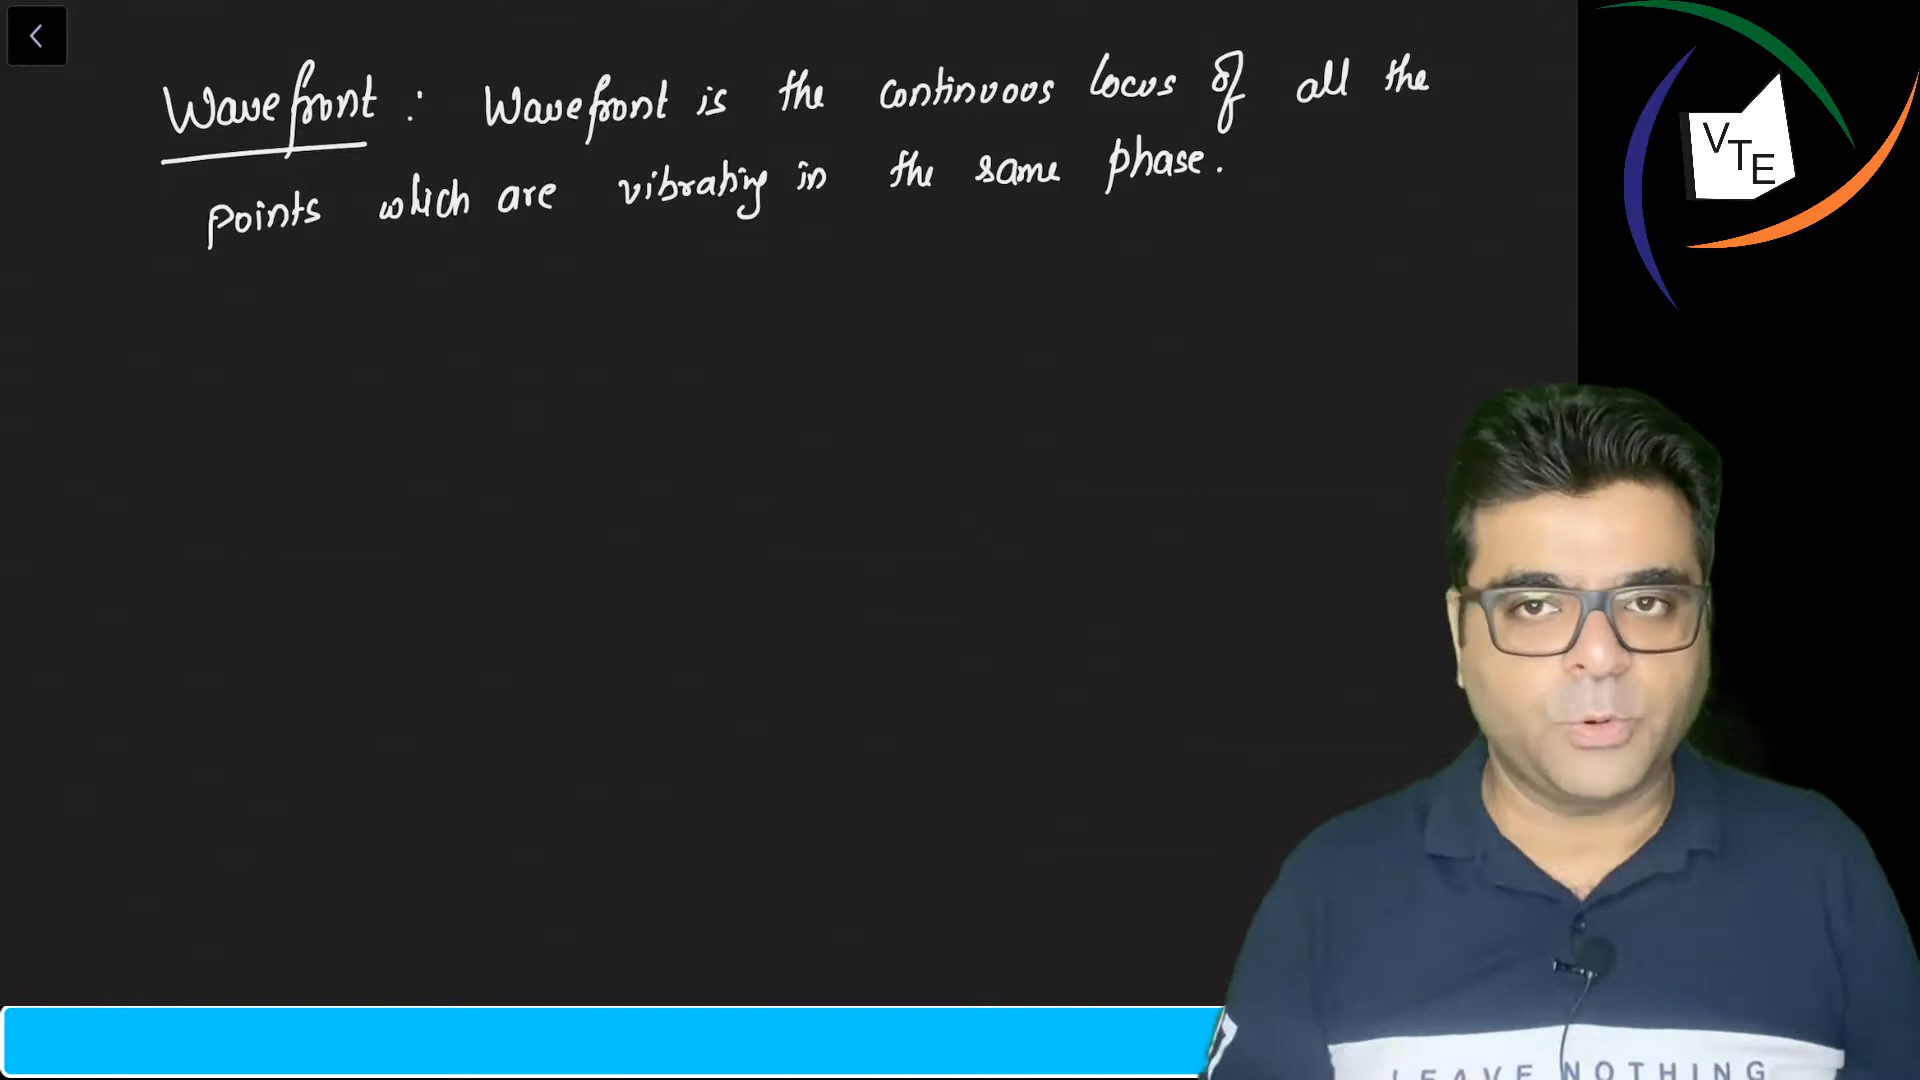 Wavefront : Wavefront is the continuous locus of all the
points which are vibrating in the same phase.
VTE
LEAVE NOTHING